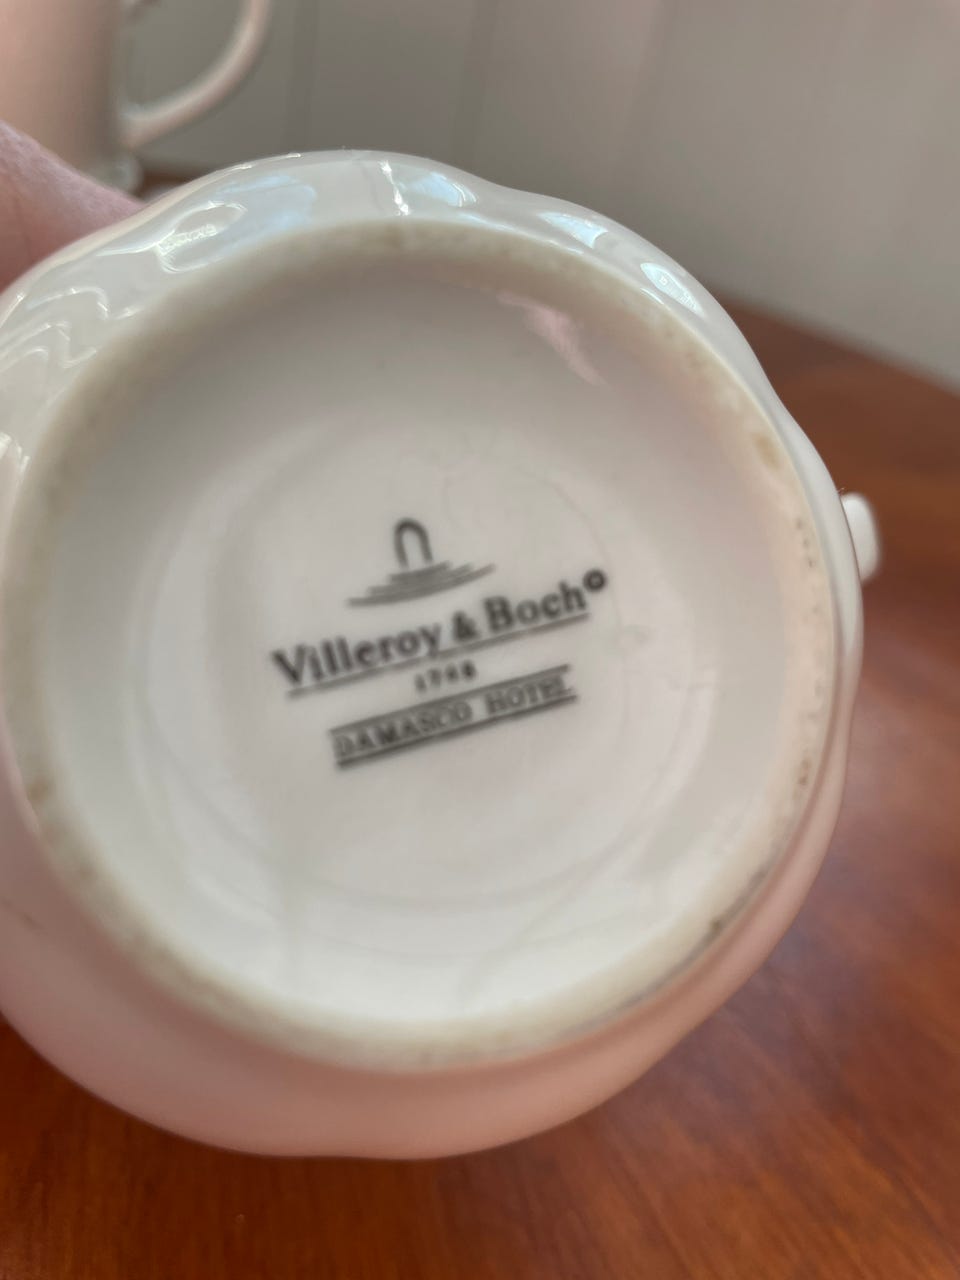 Villeroy & Boch
1748
DAMASCO HOTEL